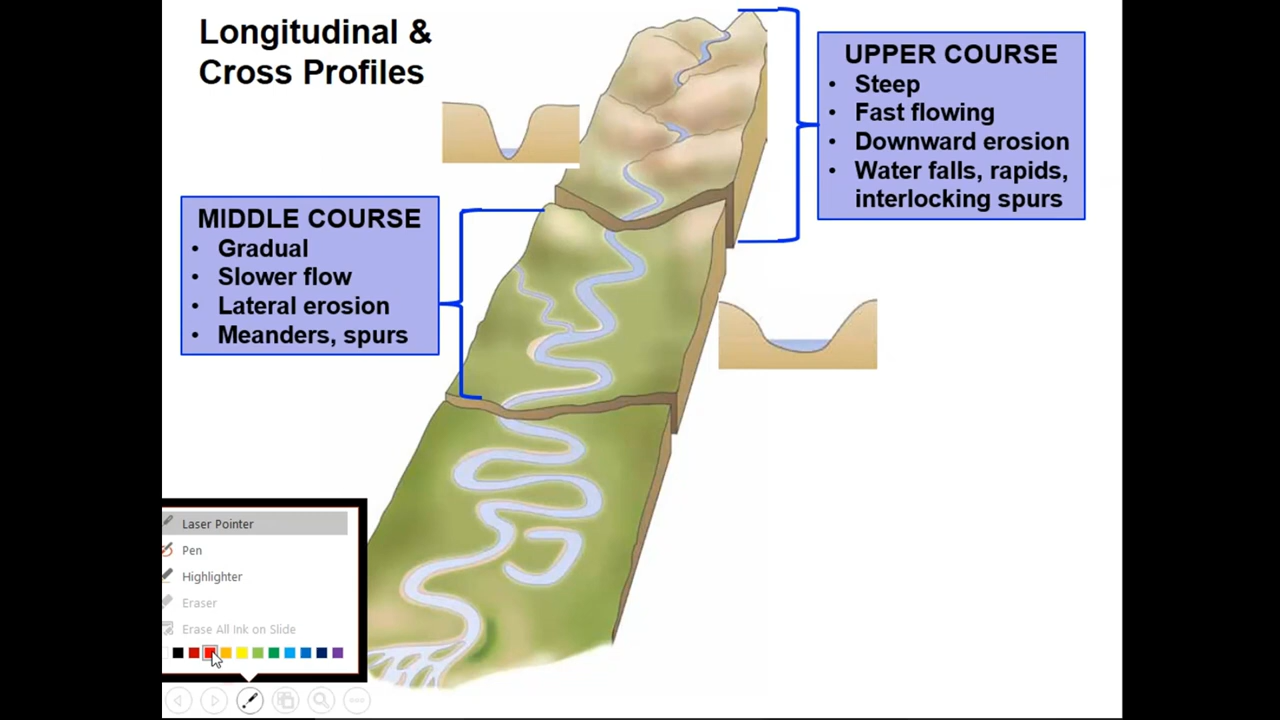 Longitudinal &
Cross Profiles
UPPER COURSE
• Steep
• Fast flowing
• Downward erosion
• Water falls, rapids,
interlocking spurs
MIDDLE COURSE
• Gradual
• Slower flow
• Lateral erosion
• Meanders, spurs
Laser Pointer
Pen
Highlighter
Eraser
Erase All Ink on Slide